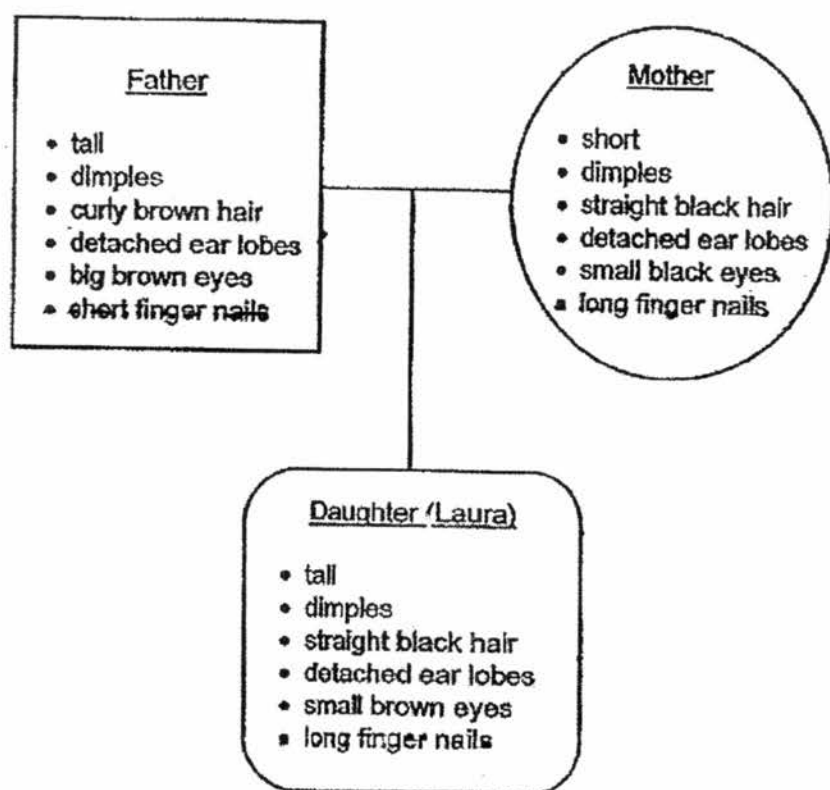 Father
• tall
• dimples
• curly brown hair
• detached ear lobes
• big brown eyes
• short finger nails
Mother
• short
• dimples
• straight black hair
• detached ear lobes
• small black eyes
• long finger nails
Daughter (Laura)
• tall
• dimples
• straight black hair
• detached ear lobes
• small brown eyes
• long finger nails